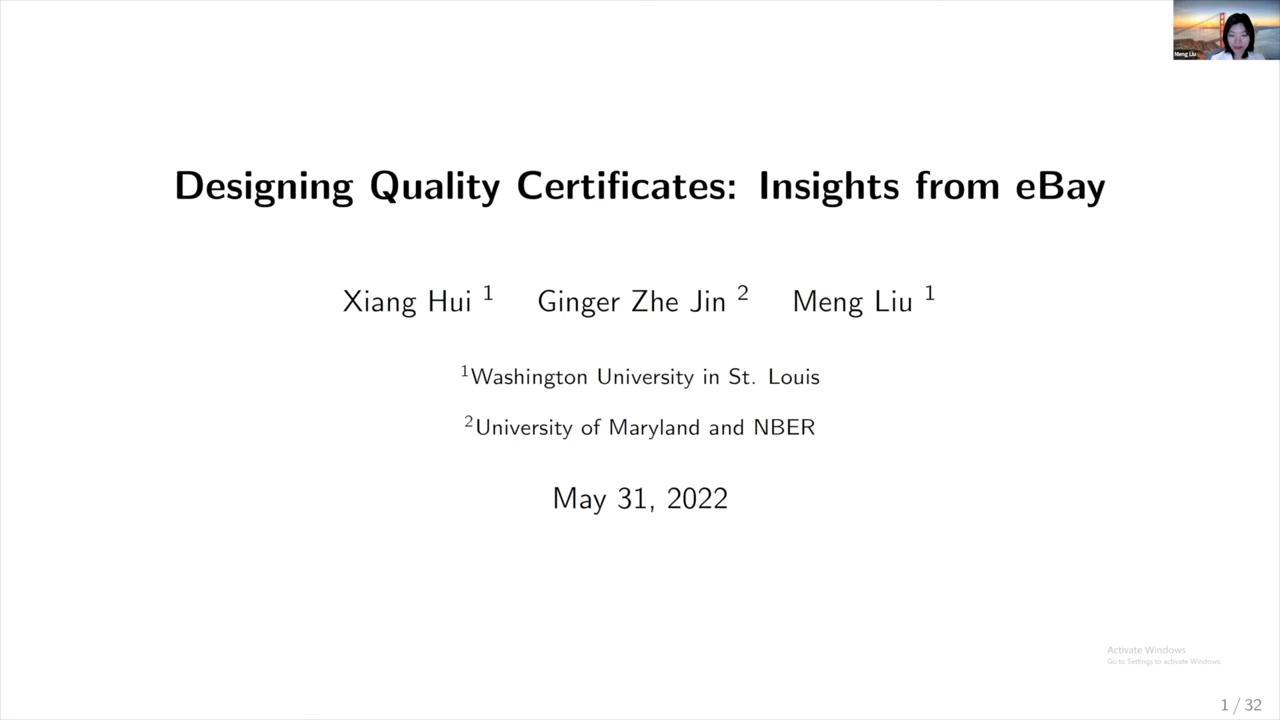 Meng Liu
Designing Quality Certificates: Insights from eBay
Xiang Hui 1 Ginger Zhe Jin 2 Meng Liu 1
1Washington University in St. Louis
2University of Maryland and NBER
May 31, 2022
Activate Windows
Go to Settings to activate Windows.
1 / 32